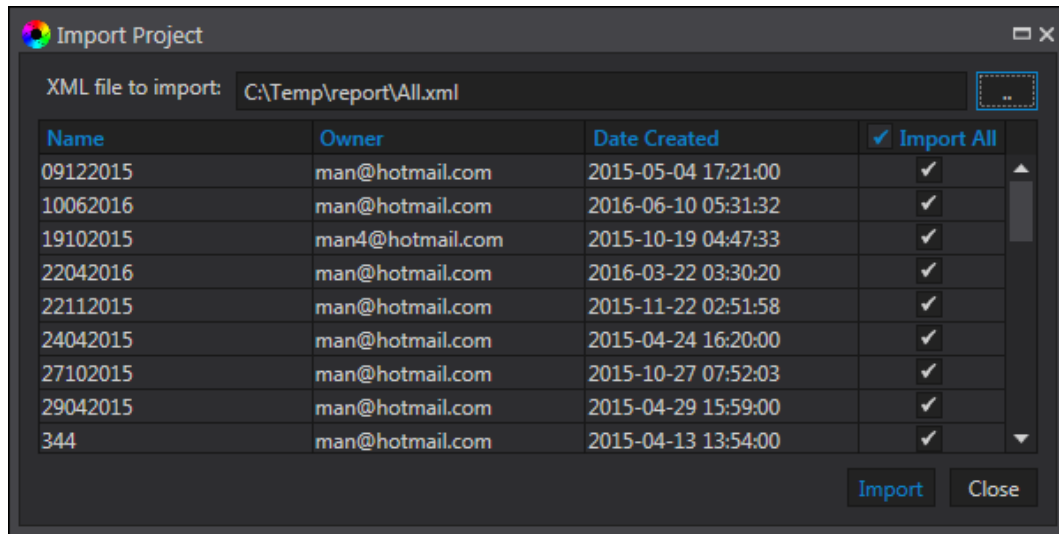 Import Project
XML file to import: C:\Temp\report\All.xml ..
Name Owner Date Created Import All
09122015 man@hotmail.com 2015-05-04 17:21:00
10062016 man@hotmail.com 2016-06-10 05:31:32
19102015 man4@hotmail.com 2015-10-19 04:47:33
22042016 man@hotmail.com 2016-03-22 03:30:20
22112015 man@hotmail.com 2015-11-22 02:51:58
24042015 man@hotmail.com 2015-04-24 16:20:00
27102015 man@hotmail.com 2015-10-27 07:52:03
29042015 man@hotmail.com 2015-04-29 15:59:00
344 man@hotmail.com 2015-04-13 13:54:00
Import Close